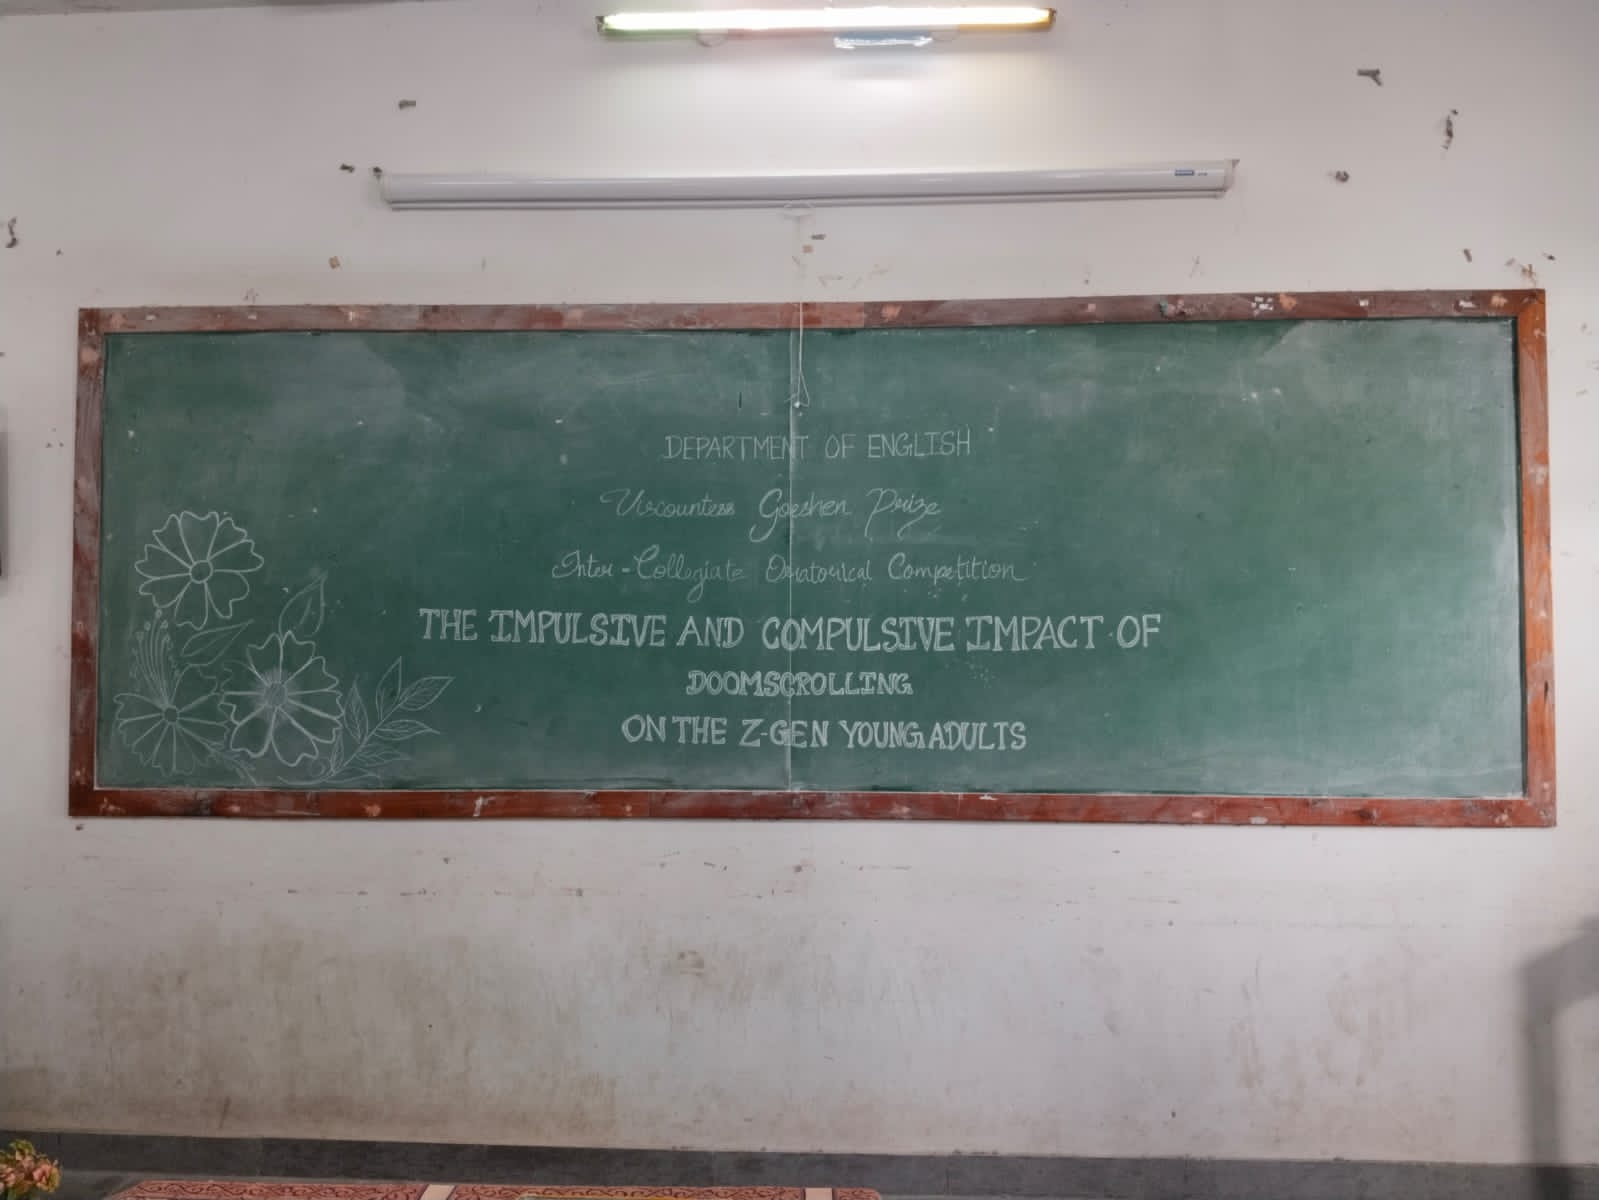 DEPARTMENT OF ENGLISH
Viscountess Goschen Prize
Inter-Collegiate Oratorical Competition
THE IMPULSIVE AND COMPULSIVE IMPACT OF
DOOMSCROLLING
ON THE Z-GEN YOUNG ADULTS